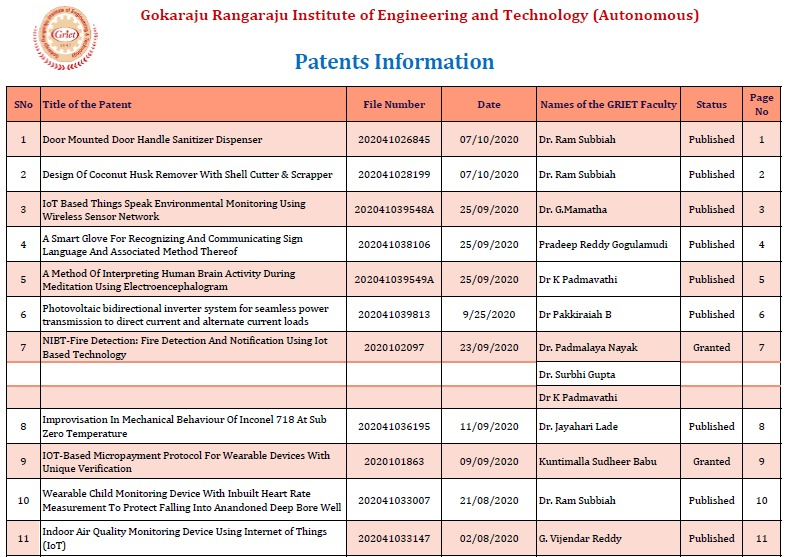 Gokaraju Rangaraju Institute of Engineering and Technology (Autonomous)
Griet
Patents Information
SNo Title of the Patent File Number Date Names of the GRIET Faculty Status Page No
1 Door Mounted Door Handle Sanitizer Dispenser 202041026845 07/10/2020 Dr. Ram Subbiah Published 1
2 Design Of Coconut Husk Remover With Shell Cutter & Scrapper 202041028199 07/10/2020 Dr. Ram Subbiah Published 2
3 IoT Based Things Speak Environmental Monitoring Using
Wireless Sensor Network 202041039548A 25/09/2020 Dr. G.Mamatha Published 3
4 A Smart Glove For Recognizing And Communicating Sign
Language And Associated Method Thereof 202041038106 25/09/2020 Pradeep Reddy Gogulamudi Published 4
5 A Method Of Interpreting Human Brain Activity During
Meditation Using Electroencephalogram 202041039549A 25/09/2020 Dr K Padmavathi Published 5
6 Photovoltaic bidirectional inverter system for seamless power
transmission to direct current and alternate current loads 202041039813 9/25/2020 Dr Pakkiraiah B Published 6
7 NIBT-Fire Detection: Fire Detection And Notification Using Iot
Based Technology 2020102097 23/09/2020 Dr. Padmalaya Nayak Granted 7
Dr. Surbhi Gupta
Dr K Padmavathi
8 Improvisation In Mechanical Behaviour Of Inconel 718 At Sub
Zero Temperature 202041036195 11/09/2020 Dr. Jayahari Lade Published 8
9 IOT-Based Micropayment Protocol For Wearable Devices With
Unique Verification 2020101863 09/09/2020 Kuntimalla Sudheer Babu Granted 9
10 Wearable Child Monitoring Device With Inbuilt Heart Rate
Measurement To Protect Falling Into Anandoned Deep Bore Well 202041033007 21/08/2020 Dr. Ram Subbiah Published 10
11 Indoor Air Quality Monitoring Device Using Internet of Things
(IoT) 202041033147 02/08/2020 G. Vijendar Reddy Published 11